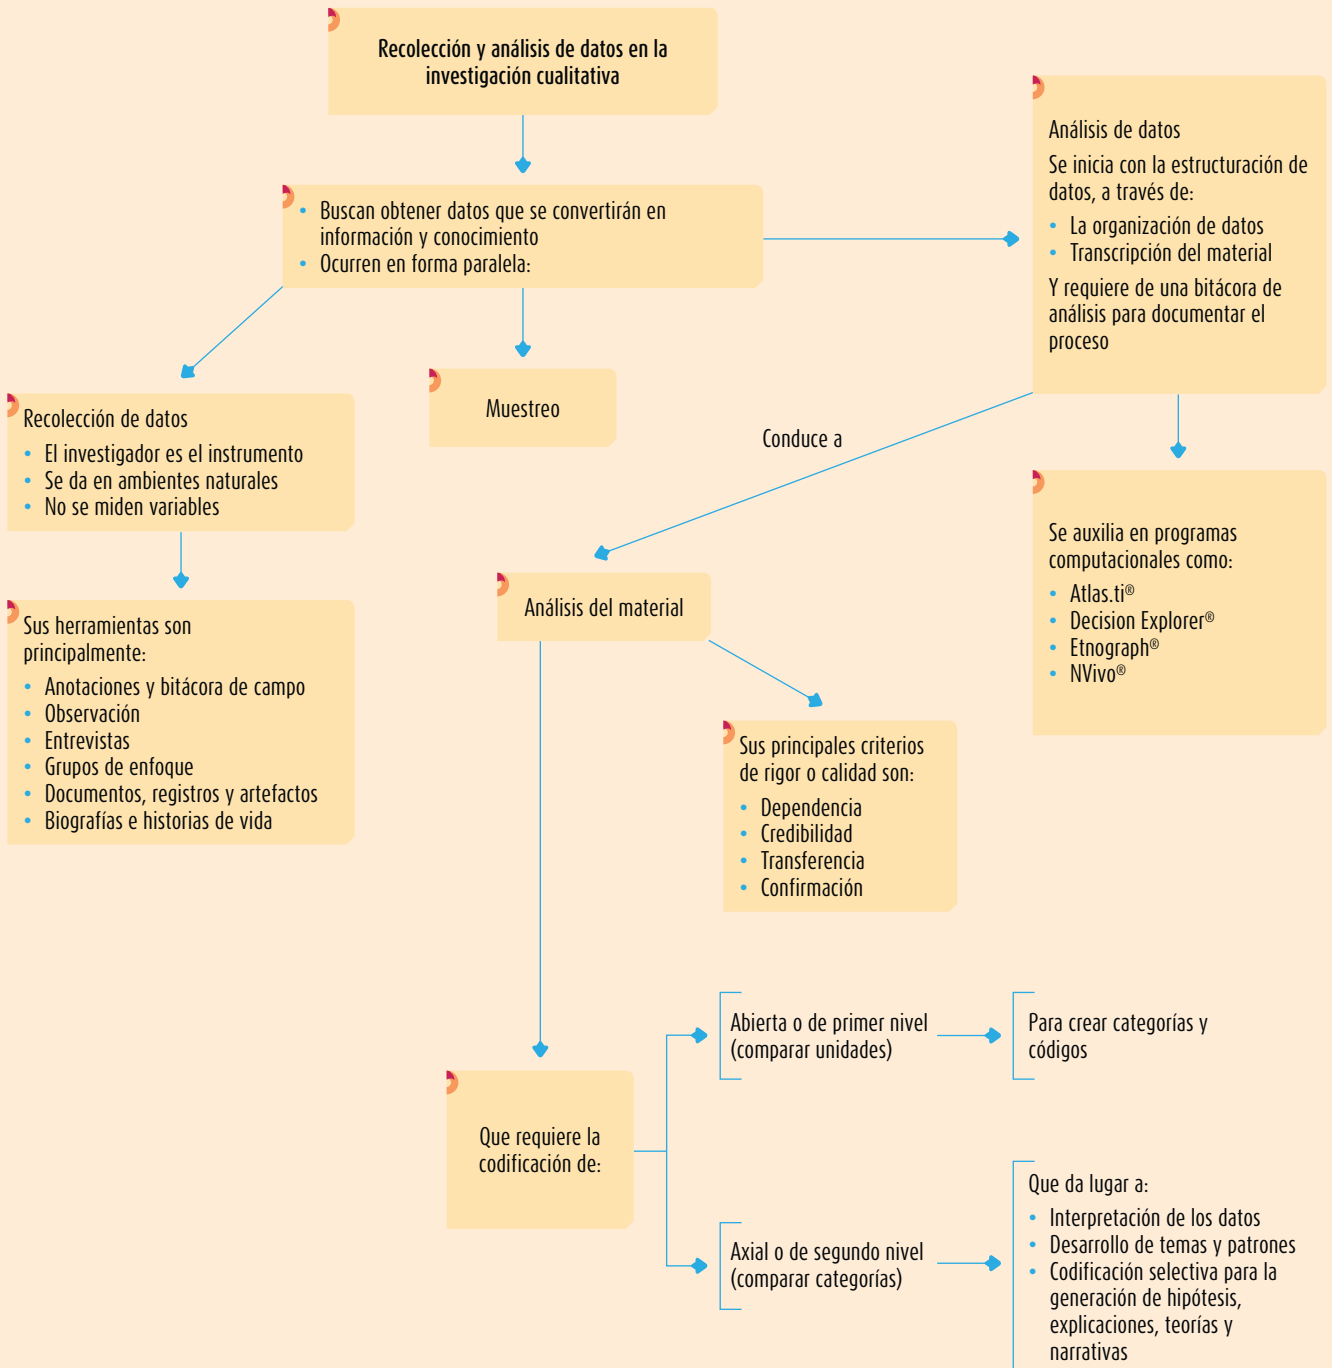 Recolección y análisis de datos en la
investigación cualitativa
• Buscan obtener datos que se convertirán en
información y conocimiento
• Ocurren en forma paralela:
Análisis de datos
Se inicia con la estructuración de
datos, a través de:
• La organización de datos
• Transcripción del material
Y requiere de una bitácora de
análisis para documentar el
proceso
Recolección de datos
• El investigador es el instrumento
• Se da en ambientes naturales
• No se miden variables
Muestreo
Conduce a
Sus herramientas son
principalmente:
• Anotaciones y bitácora de campo
• Observación
• Entrevistas
• Grupos de enfoque
• Documentos, registros y artefactos
• Biografías e historias de vida
Análisis del material
Se auxilia en programas
computacionales como:
• Atlas.ti®
• Decision Explorer®
• Etnograph®
• NVivo®
Sus principales criterios
de rigor o calidad son:
• Dependencia
• Credibilidad
• Transferencia
• Confirmación
Que requiere la
codificación de:
Abierta o de primer nivel
(comparar unidades)
Para crear categorías y
códigos
Axial o de segundo nivel
(comparar categorías)
Que da lugar a:
• Interpretación de los datos
• Desarrollo de temas y patrones
• Codificación selectiva para la
generación de hipótesis,
explicaciones, teorías y
narrativas